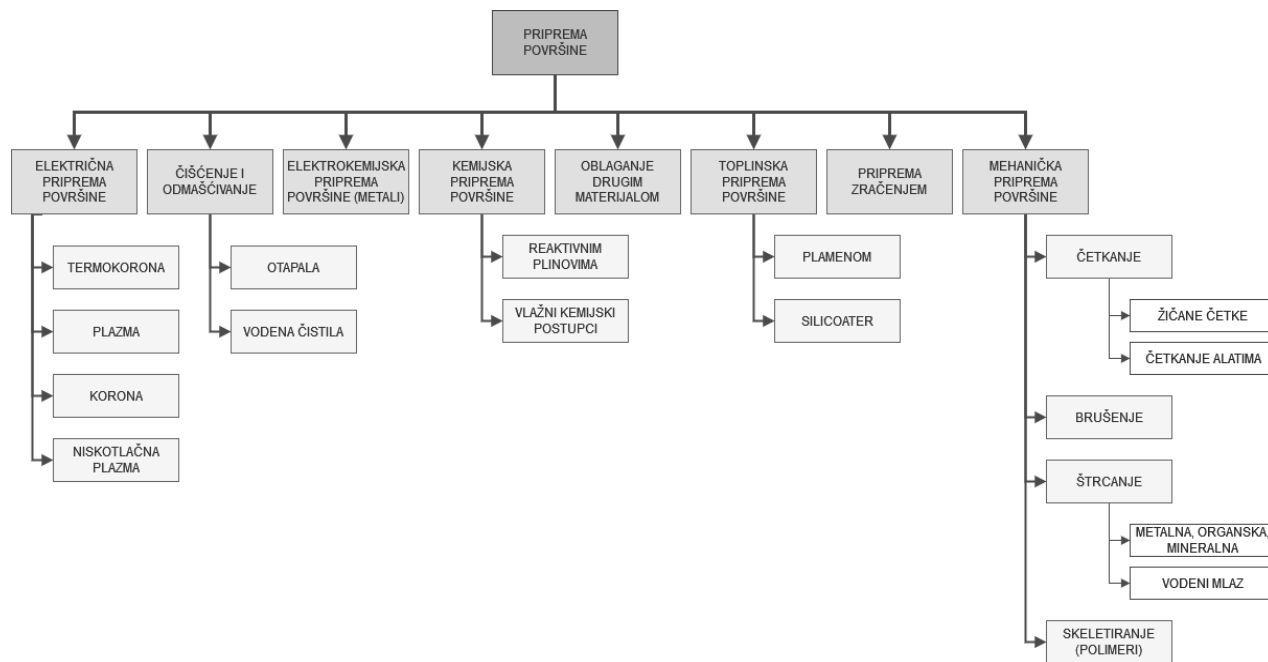 PRIPREMA
POVRŠINE
ELEKTRIČNA
PRIPREMA
POVRŠINE
ČIŠĆENJE I
ODMAŠĆIVANJE
ELEKTROKEMIJSKA
PRIPREMA
POVRŠINE (METALI)
KEMIJSKA
PRIPREMA
POVRŠINE
OBLAGANJE
DRUGIM
MATERIJALOM
TOPLINSKA
PRIPREMA
POVRŠINE
PRIPREMA
ZRAČENJEM
MEHANIČKA
PRIPREMA
POVRŠINE
TERMOKORONA
PLAZMA
KORONA
NISKOTLAČNA
PLAZMA
OTAPALA
VODENA ČISTILA
REAKTIVNIM
PLINOVIMA
VLAŽNI KEMIJSKI
POSTUPCI
PLAMENOM
SILICOATER
ČETKANJE
ŽIČANE ČETKE
ČETKANJE ALATIMA
BRUŠENJE
ŠTRCANJE
METALNA, ORGANSKA,
MINERALNA
VODENI MLAZ
SKELETIRANJE
(POLIMERI)